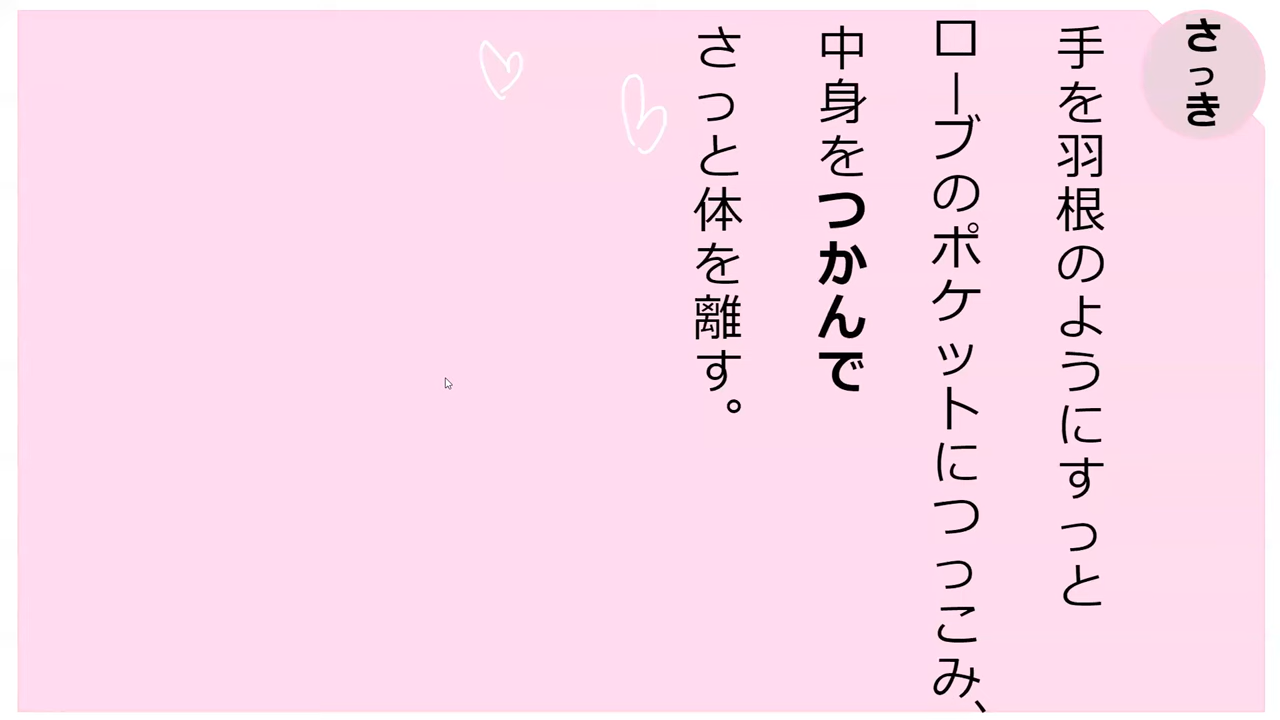 さっき
手を羽根のようにすっと
ローブのポケットにつっこみ、
中身をつかんで
さっと体を離す。